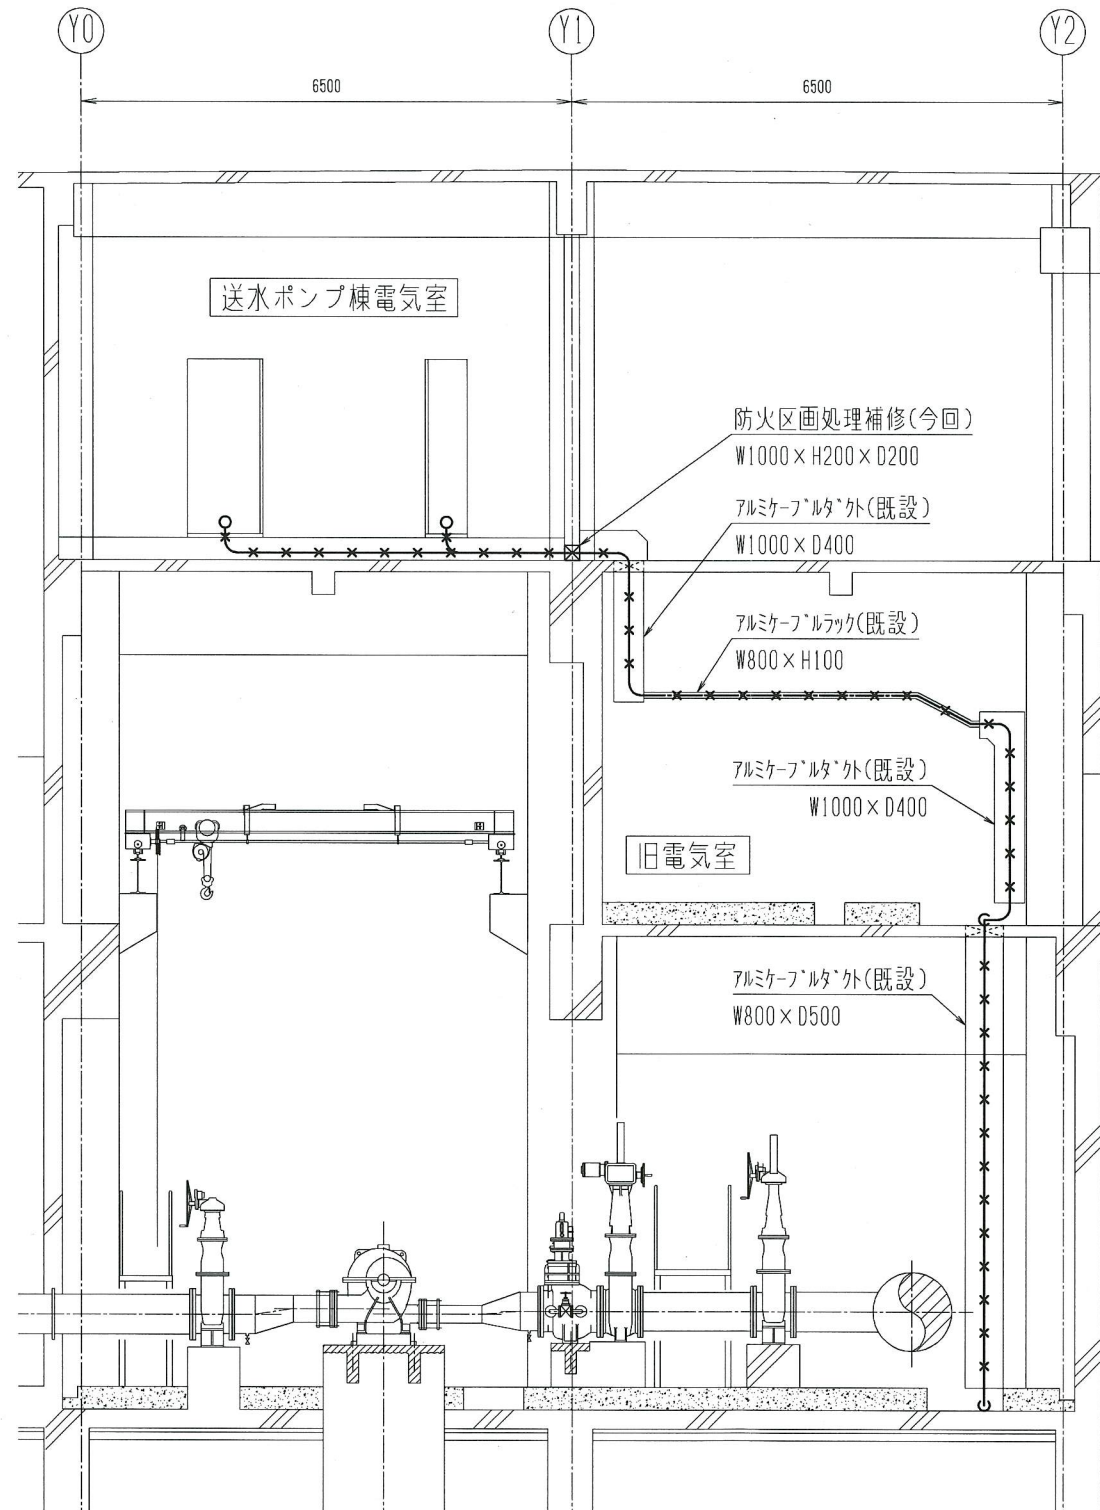 Y0
Y1
Y2
6500
6500
送水ポンプ棟電気室
防火区画処理補修(今回)
W1000×H200×D200
アルミケーブルダクト(既設)
W1000×D400
アルミケーブルラック(既設)
W800×H100
アルミケーブルダクト(既設)
W1000×D400
旧電気室
アルミケーブルダクト(既設)
W800×D500